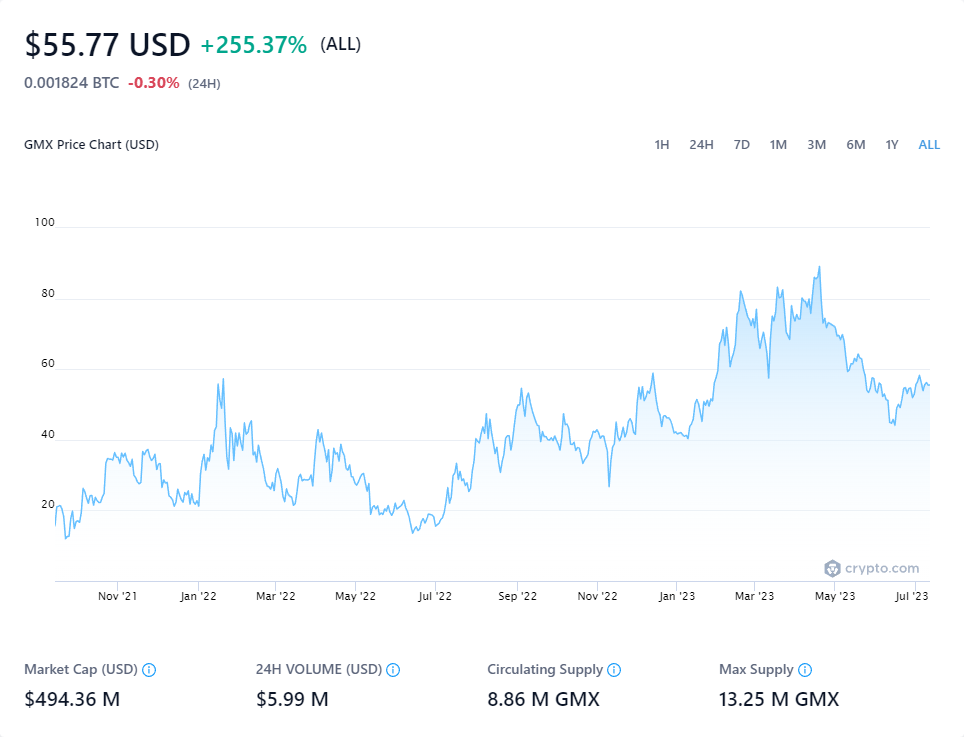 $55.77 USD +255.37% (ALL)
0.001824 BTC -0.30% (24H)
GMX Price Chart (USD) 1H 24H 7D 1M 3M 6M 1Y ALL
100
80
60
40
20
crypto.com
Nov '21 Jan '22 Mar '22 May '22 Jul '22 Sep '22 Nov '22 Jan '23 Mar '23 May '23 Jul '23
Market Cap (USD) 24H VOLUME (USD) Circulating Supply Max Supply
$494.36 M $5.99 M 8.86 M GMX 13.25 M GMX